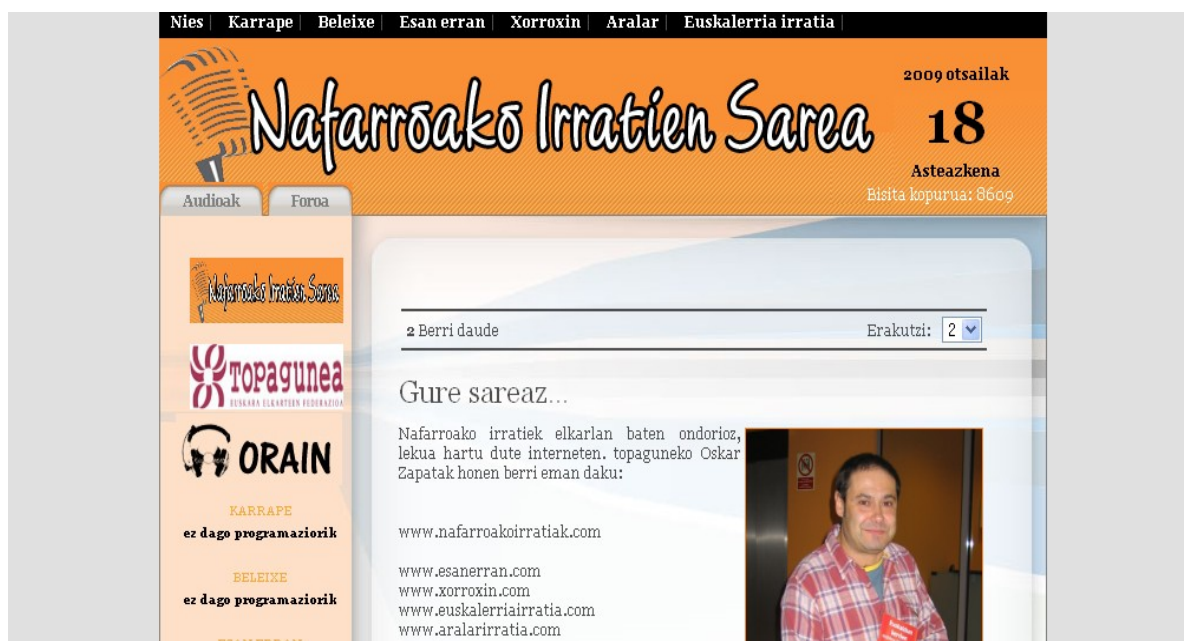 Nies | Karrape | Beleixe | Esan erran | Xorroxin | Aralar | Euskalerria irratia |
Nafarroako Irratien Sarea
2009 otsailak
18
Asteazkena
Bisita kopurua: 8609
Audioak
Foroa
Nafarroako Irratien Sarea
TOPAGUNEA
EUSKARA ELKARTEEN FEDERAZIOA
ORAIN
KARRAPE
ez dago programaziorik
BELEIXE
ez dago programaziorik
ESAN ERRAN
2 Berri daude
Erakutzi: 2
Gure sareaz...
Nafarroako irratiek elkarlan baten ondorioz,
lekua hartu dute interneten. topaguneko Oskar
Zapatak honen berri eman daku:
www.nafarroakoirratiak.com
www.esanerran.com
www.xorroxin.com
www.euskalerriairratia.com
www.aralarirratia.com